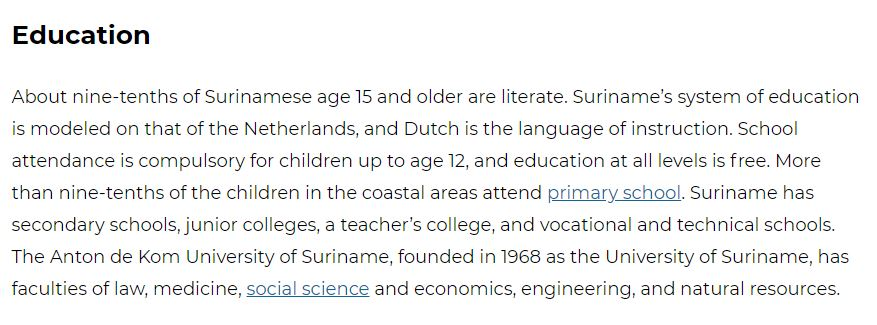 Education
About nine-tenths of Surinamese age 15 and older are literate. Suriname’s system of education
is modeled on that of the Netherlands, and Dutch is the language of instruction. School
attendance is compulsory for children up to age 12, and education at all levels is free. More
than nine-tenths of the children in the coastal areas attend primary school. Suriname has
secondary schools, junior colleges, a teacher’s college, and vocational and technical schools.
The Anton de Kom University of Suriname, founded in 1968 as the University of Suriname, has
faculties of law, medicine, social science and economics, engineering, and natural resources.